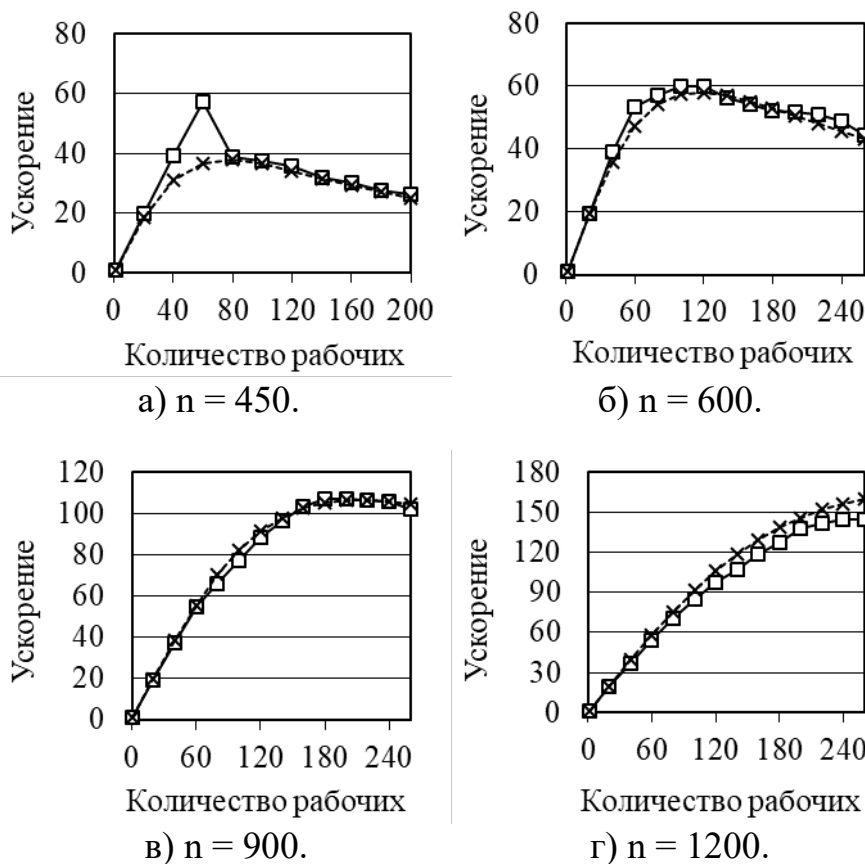 80
60
40
20
0
Ускорение
0 40 80 120 160 200
Количество рабочих
а) n = 450.
80
60
40
20
0
Ускорение
0 60 120 180 240
Количество рабочих
б) n = 600.
120
100
80
60
40
20
0
Ускорение
0 60 120 180 240
Количество рабочих
в) n = 900.
180
150
120
90
60
30
0
Ускорение
0 60 120 180 240
Количество рабочих
г) n = 1200.